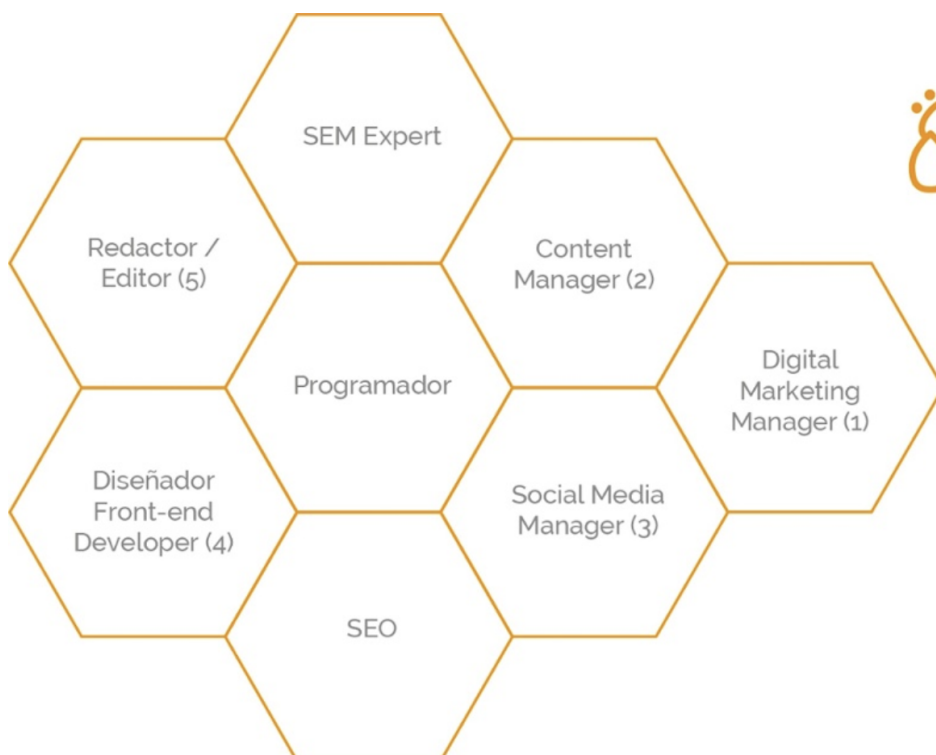 SEM Expert
Redactor /
Editor (5)
Content
Manager (2)
Programador
Digital
Marketing
Manager (1)
Diseñador
Front-end
Developer (4)
Social Media
Manager (3)
SEO